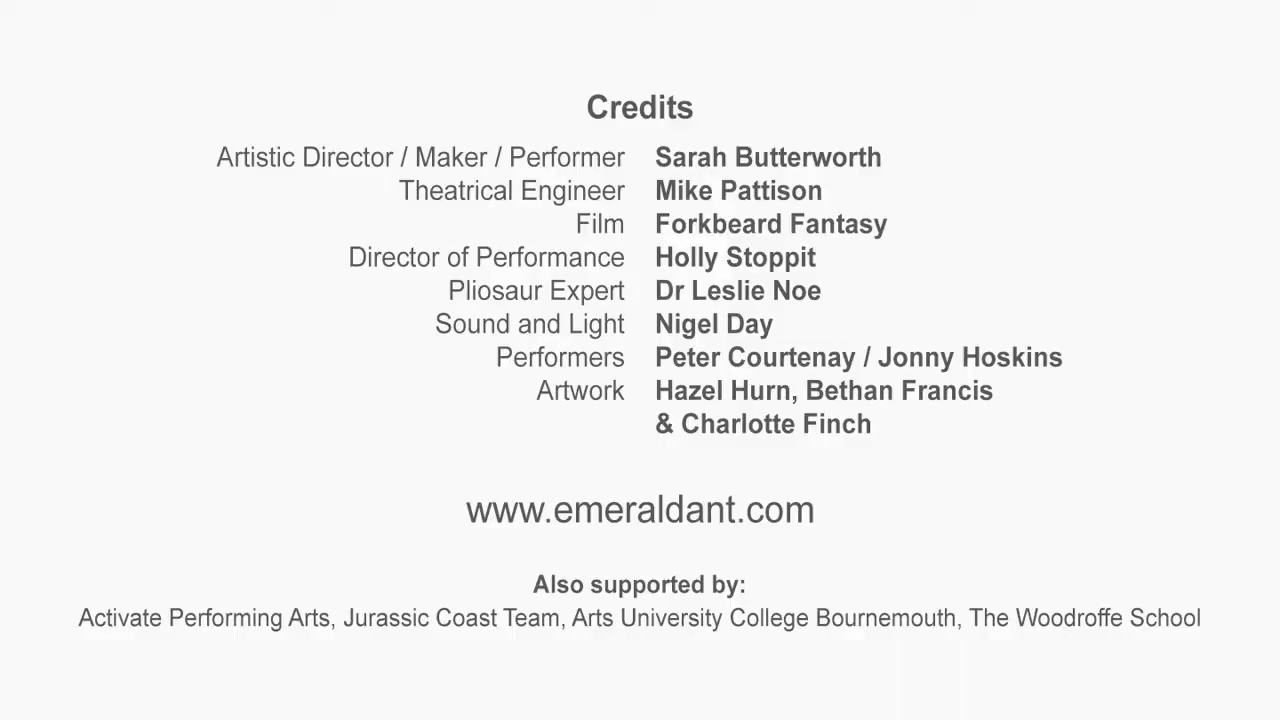 Credits
Artistic Director / Maker / Performer Sarah Butterworth
Theatrical Engineer Mike Pattison
Film Forkbeard Fantasy
Director of Performance Holly Stoppit
Pliosaur Expert Dr Leslie Noe
Sound and Light Nigel Day
Performers Peter Courtenay / Jonny Hoskins
Artwork Hazel Hurn, Bethan Francis
& Charlotte Finch
www.emeraldant.com
Also supported by:
Activate Performing Arts, Jurassic Coast Team, Arts University College Bournemouth, The Woodroffe School